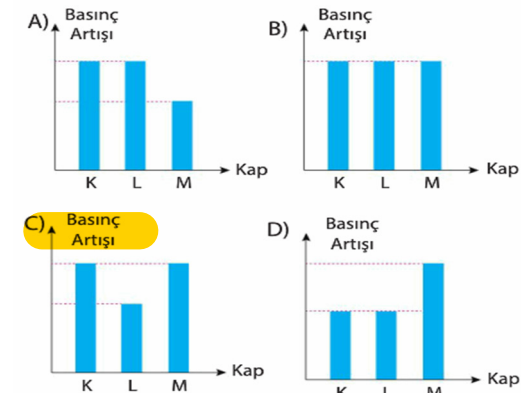 A) Basınç
Artışı
Kap
K L M
B) Basınç
Artışı
Kap
K L M
C) Basınç
Artışı
Kap
K L M
D) Basınç
Artışı
Kap
K L M